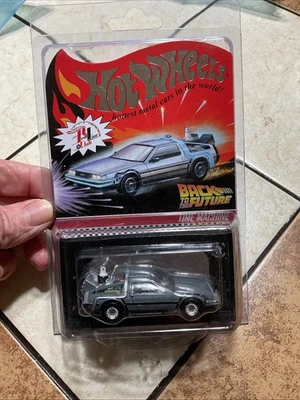 Hot Wheels
hottest metal cars in the world!
BACK
TO THE
FUTURE
TIME MACHINE